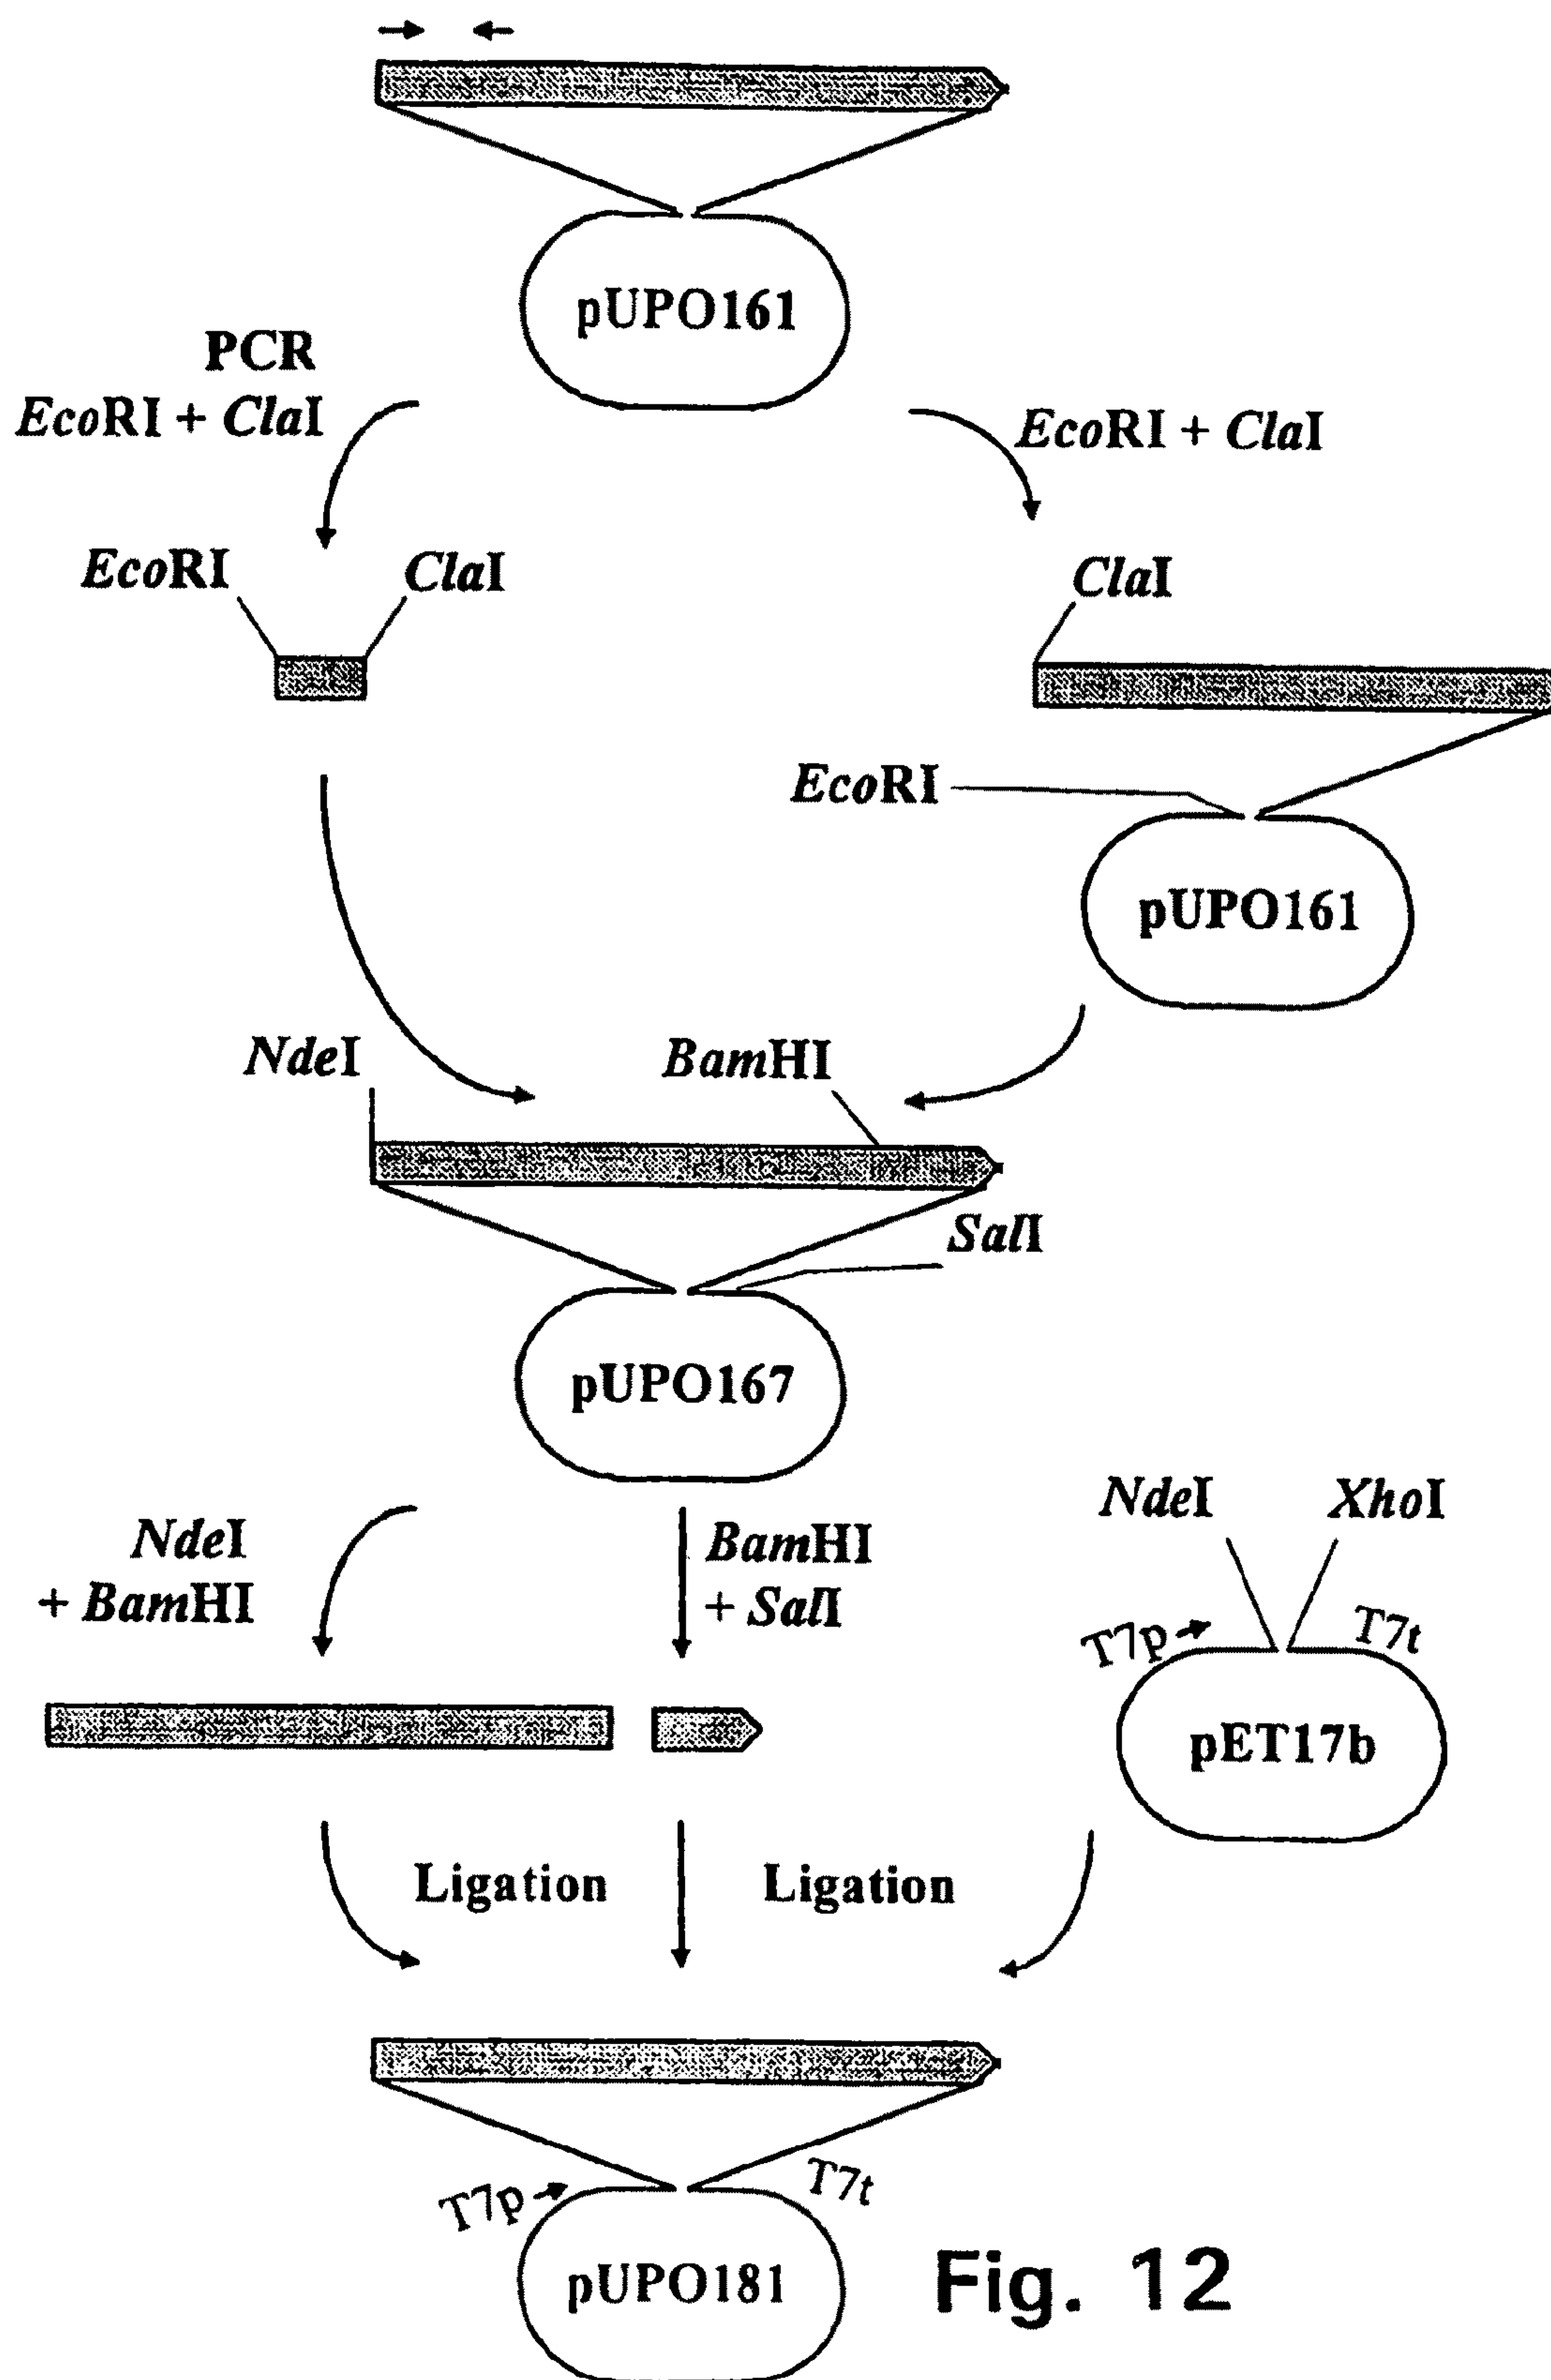 pUPO161
PCR
EcoRI + ClaI
EcoRI + ClaI
EcoRI
ClaI
ClaI
EcoRI
pUPO161
NdeI
BamHI
SalI
pUPO167
NdeI
+ BamHI
BamHI
+ SalI
NdeI
XhoI
T7p
T7t
pET17b
Ligation
Ligation
T7p
T7t
pUPO181
Fig. 12